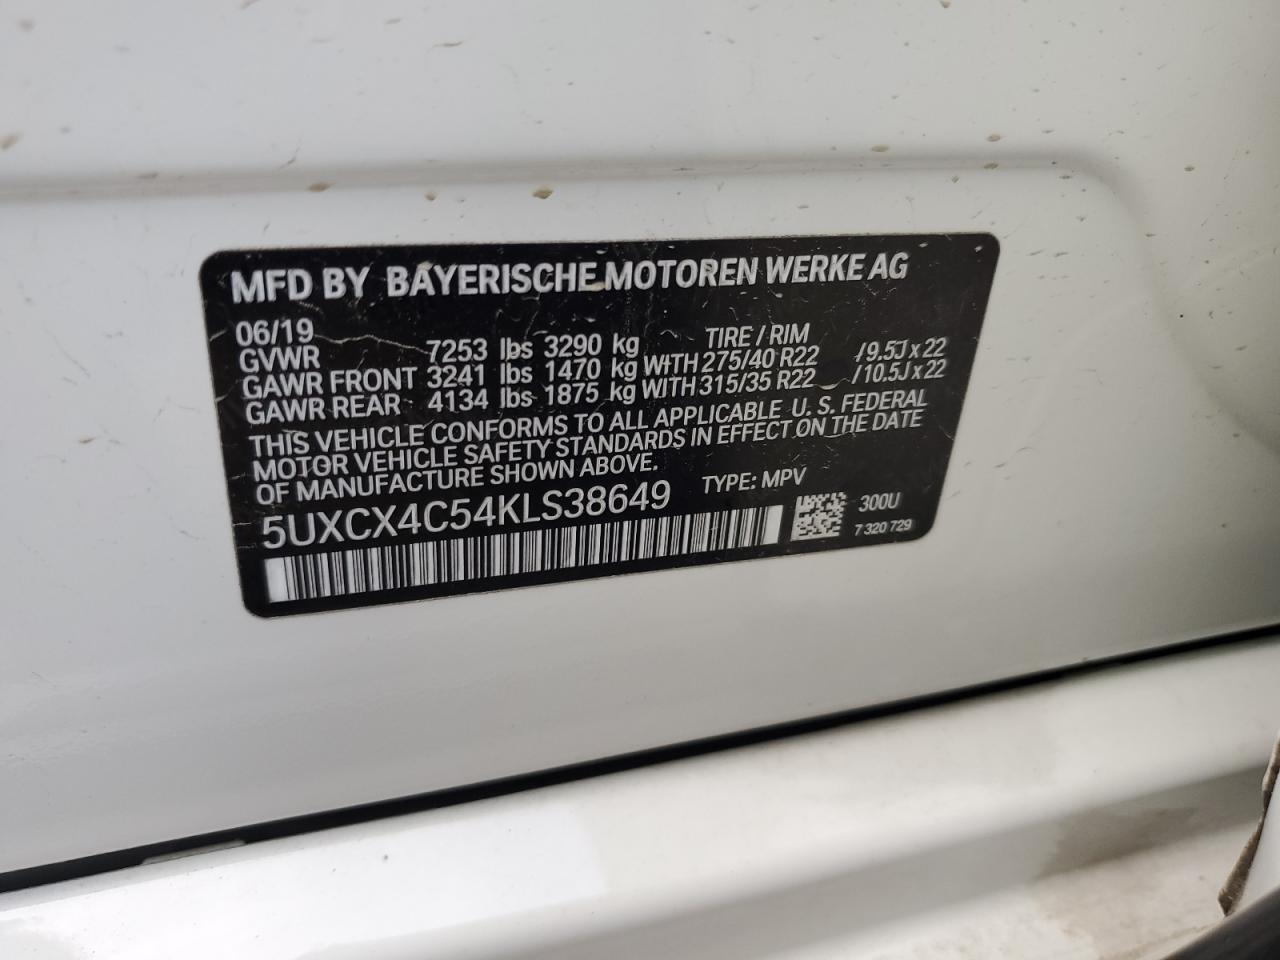 MFD BY BAYERISCHE MOTOREN WERKE AG
06/19 TIRE / RIM
GVWR 7253 lbs 3290 kg
GAWR FRONT 3241 lbs 1470 kg WITH 275/40 R22 /9.5J x 22
GAWR REAR 4134 lbs 1875 kg WITH 315/35 R22 /10.5J x 22
THIS VEHICLE CONFORMS TO ALL APPLICABLE U. S. FEDERAL
MOTOR VEHICLE SAFETY STANDARDS IN EFFECT ON THE DATE
OF MANUFACTURE SHOWN ABOVE.
5UXCX4C54KLS38649 TYPE: MPV
300U
7 320 729